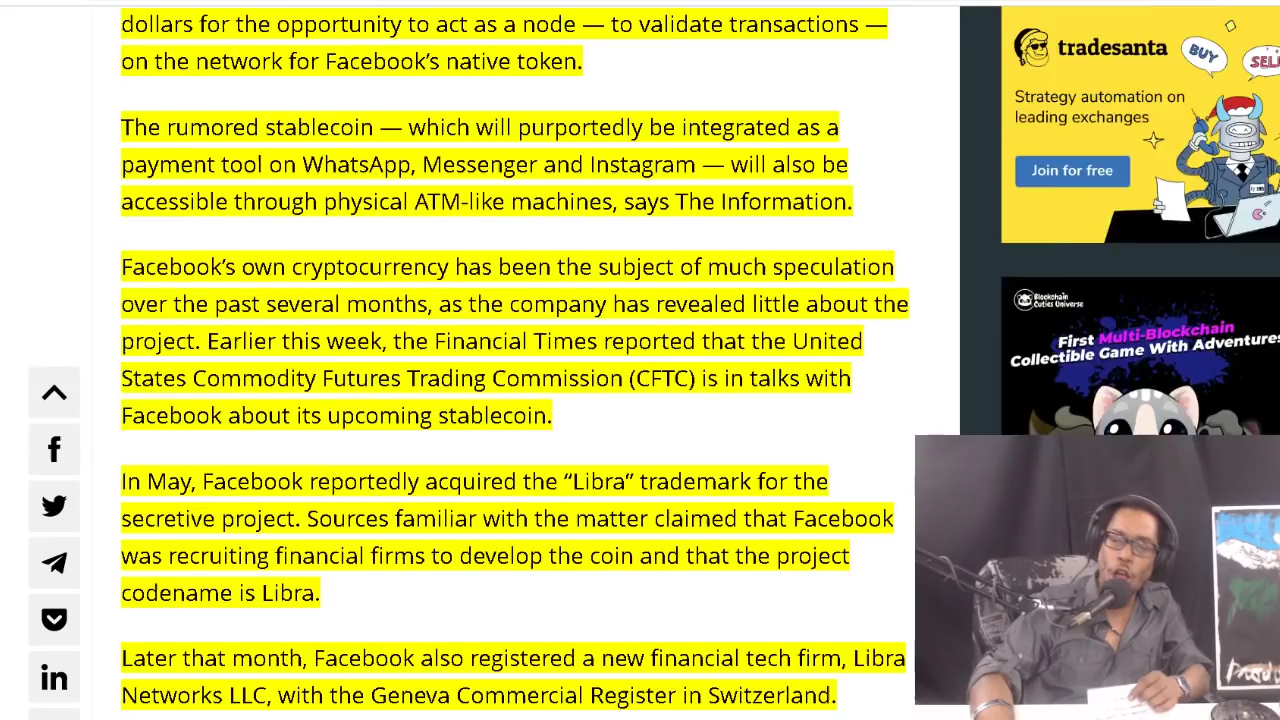 dollars for the opportunity to act as a node — to validate transactions —
on the network for Facebook’s native token.
The rumored stablecoin — which will purportedly be integrated as a
payment tool on WhatsApp, Messenger and Instagram — will also be
accessible through physical ATM-like machines, says The Information.
Facebook’s own cryptocurrency has been the subject of much speculation
over the past several months, as the company has revealed little about the
project. Earlier this week, the Financial Times reported that the United
States Commodity Futures Trading Commission (CFTC) is in talks with
Facebook about its upcoming stablecoin.
In May, Facebook reportedly acquired the “Libra” trademark for the
secretive project. Sources familiar with the matter claimed that Facebook
was recruiting financial firms to develop the coin and that the project
codename is Libra.
Later that month, Facebook also registered a new financial tech firm, Libra
Networks LLC, with the Geneva Commercial Register in Switzerland.
tradesanta
BUY
SELL
Strategy automation on
leading exchanges
Join for free
Blockchain
Cuties Universe
First Multi-Blockchain
Collectible Game With Adventures